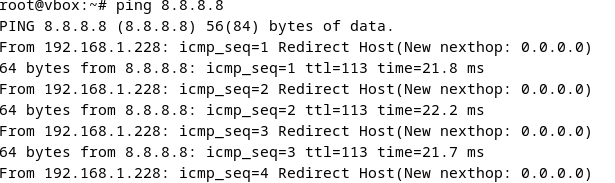 root@vbox:~# ping 8.8.8.8
PING 8.8.8.8 (8.8.8.8) 56(84) bytes of data.
From 192.168.1.228: icmp_seq=1 Redirect Host(New nexthop: 0.0.0.0)
64 bytes from 8.8.8.8: icmp_seq=1 ttl=113 time=21.8 ms
From 192.168.1.228: icmp_seq=2 Redirect Host(New nexthop: 0.0.0.0)
64 bytes from 8.8.8.8: icmp_seq=2 ttl=113 time=22.2 ms
From 192.168.1.228: icmp_seq=3 Redirect Host(New nexthop: 0.0.0.0)
64 bytes from 8.8.8.8: icmp_seq=3 ttl=113 time=21.7 ms
From 192.168.1.228: icmp_seq=4 Redirect Host(New nexthop: 0.0.0.0)